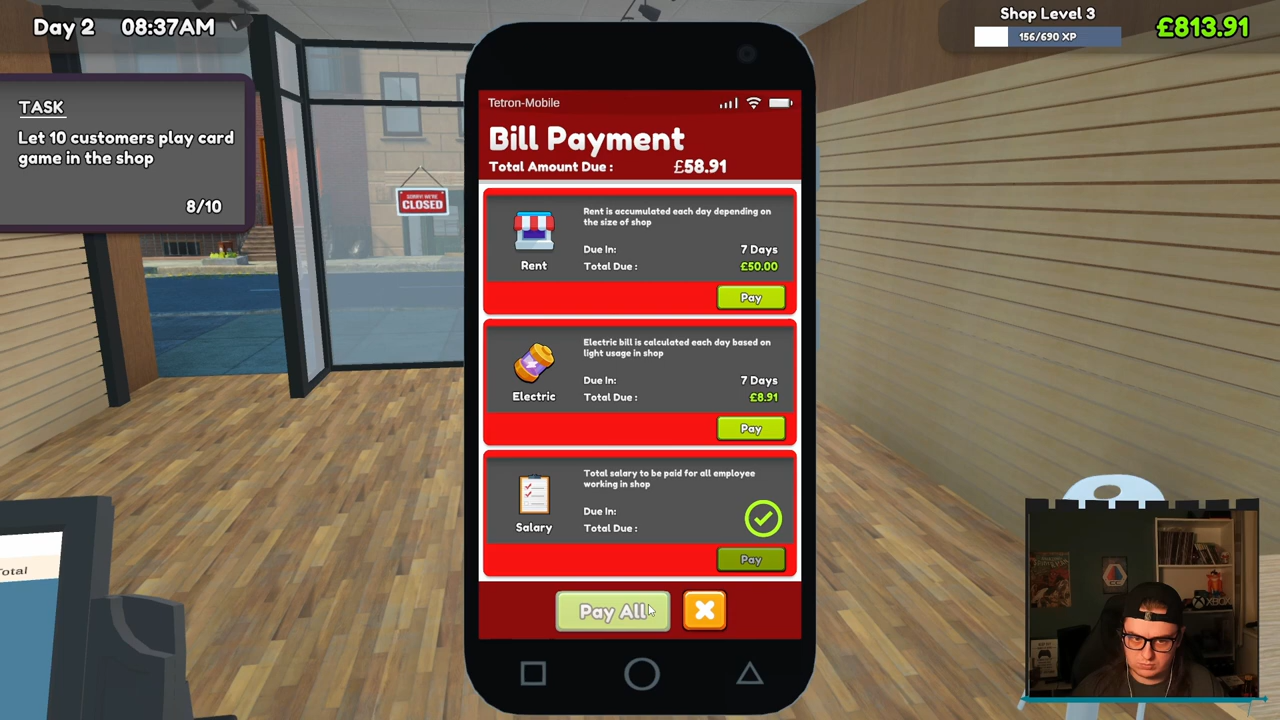 Day 2 08:37AM
Shop Level 3
156/690 XP
£813.91
TASK
Let 10 customers play card
game in the shop
8/10
SORRY! WE'RE
CLOSED
Tetron-Mobile
Bill Payment
Total Amount Due : £58.91
Rent is accumulated each day depending on
the size of shop
Due In: 7 Days
Rent
Total Due : £50.00
Pay
Electric bill is calculated each day based on
light usage in shop
Due In: 7 Days
Electric
Total Due : £8.91
Pay
Total salary to be paid for all employee
working in shop
Due In:
Salary
Total Due :
Pay
Pay All
Total
XBOX